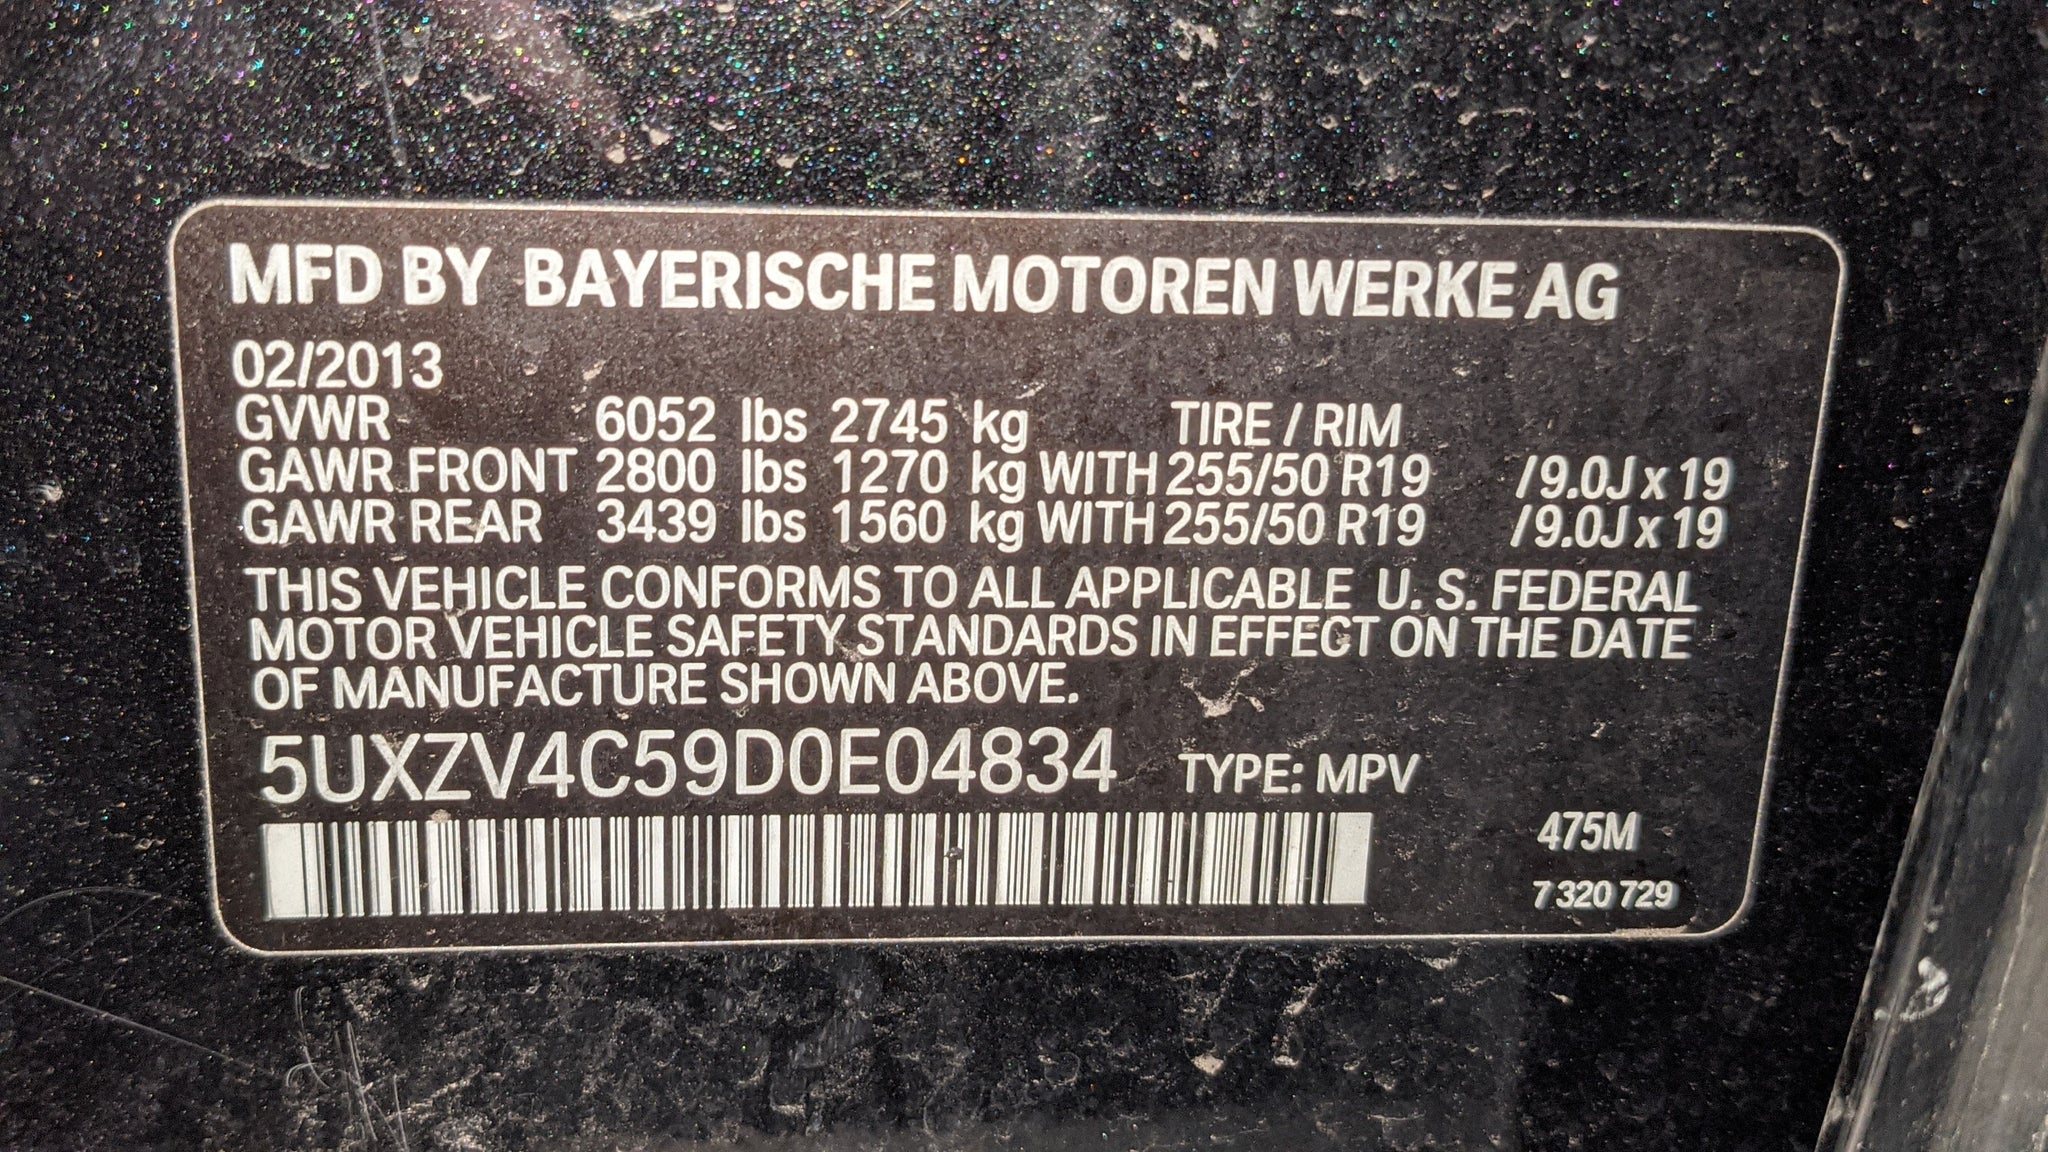 MFD BY BAYERISCHE MOTOREN WERKE AG
02/2013
GVWR 6052 lbs 2745 kg TIRE / RIM
GAWR FRONT 2800 lbs 1270 kg WITH 255/50 R19 /9.0J x 19
GAWR REAR 3439 lbs 1560 kg WITH 255/50 R19 /9.0J x 19
THIS VEHICLE CONFORMS TO ALL APPLICABLE U. S. FEDERAL
MOTOR VEHICLE SAFETY STANDARDS IN EFFECT ON THE DATE
OF MANUFACTURE SHOWN ABOVE.
5UXZV4C59D0E04834 TYPE: MPV
475M
7 320 729